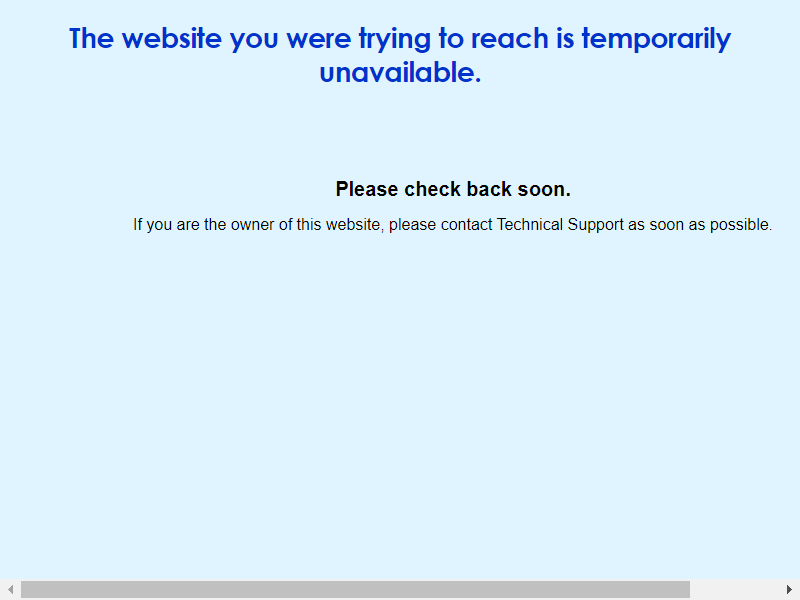 The website you were trying to reach is temporarily
unavailable.
Please check back soon.
If you are the owner of this website, please contact Technical Support as soon as possible.